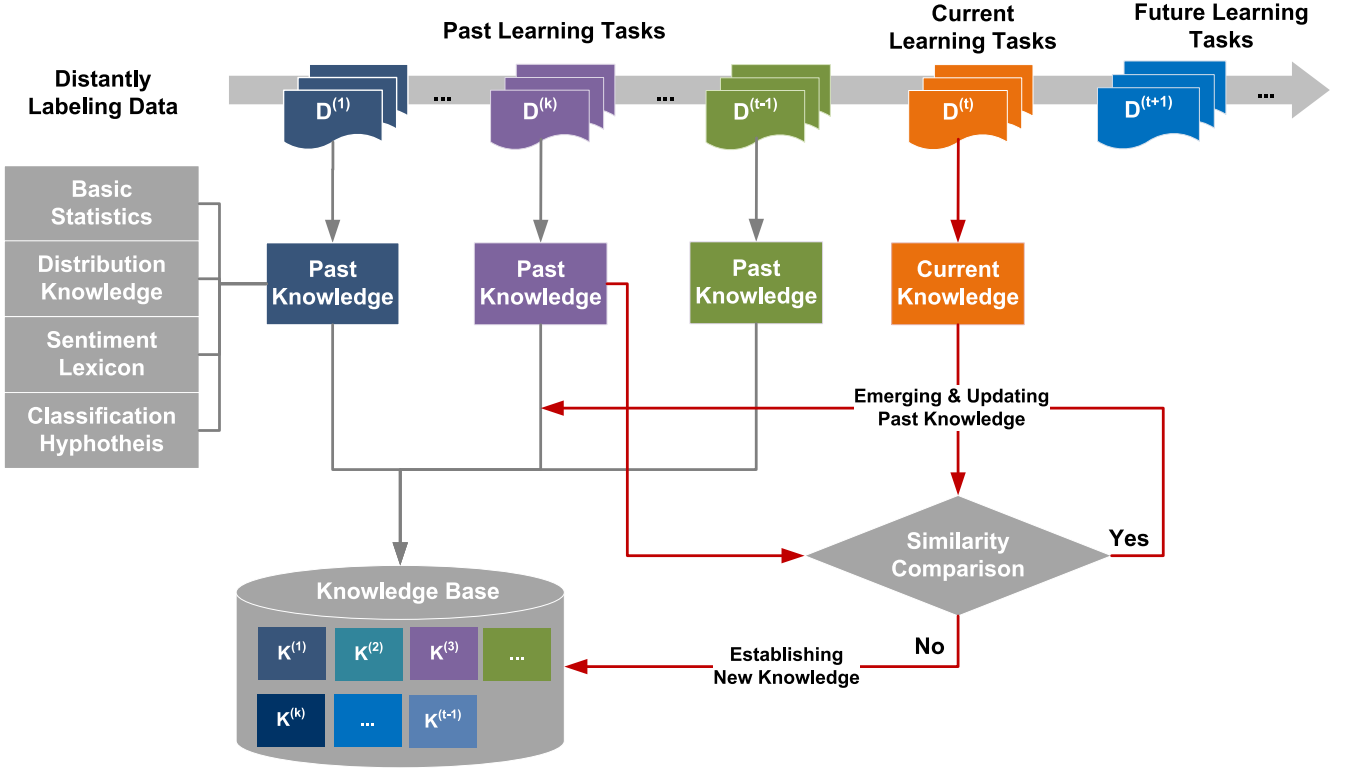 Past Learning Tasks
Current
Learning Tasks
Future Learning
Tasks
Distantly
Labeling Data
D(1)
...
D(k)
...
D(t-1)
D(t)
D(t+1)
...
Basic
Statistics
Distribution
Knowledge
Sentiment
Lexicon
Classification
Hyphotheis
Past
Knowledge
Past
Knowledge
Past
Knowledge
Current
Knowledge
Emerging & Updating
Past Knowledge
Similarity
Comparison
Yes
No
Establishing
New Knowledge
Knowledge Base
K(1)
K(2)
K(3)
...
K(k)
...
K(t-1)